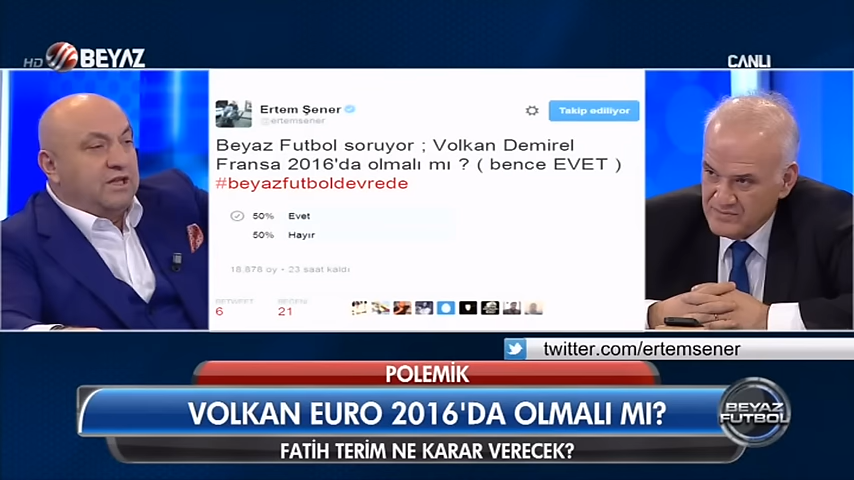 HD BEYAZ
CANLI
Ertem Şener
@ertemsener
Takip ediliyor
Beyaz Futbol soruyor ; Volkan Demirel
Fransa 2016'da olmalı mı ? ( bence EVET )
#beyazfutboldevrede
50% Evet
50% Hayır
18.878 oy - 23 saat kaldı
RETWEET BEĞENİ
6 21
twitter.com/ertemsener
POLEMİK
VOLKAN EURO 2016'DA OLMALI MI?
BEYAZ
FUTBOL
FATİH TERİM NE KARAR VERECEK?